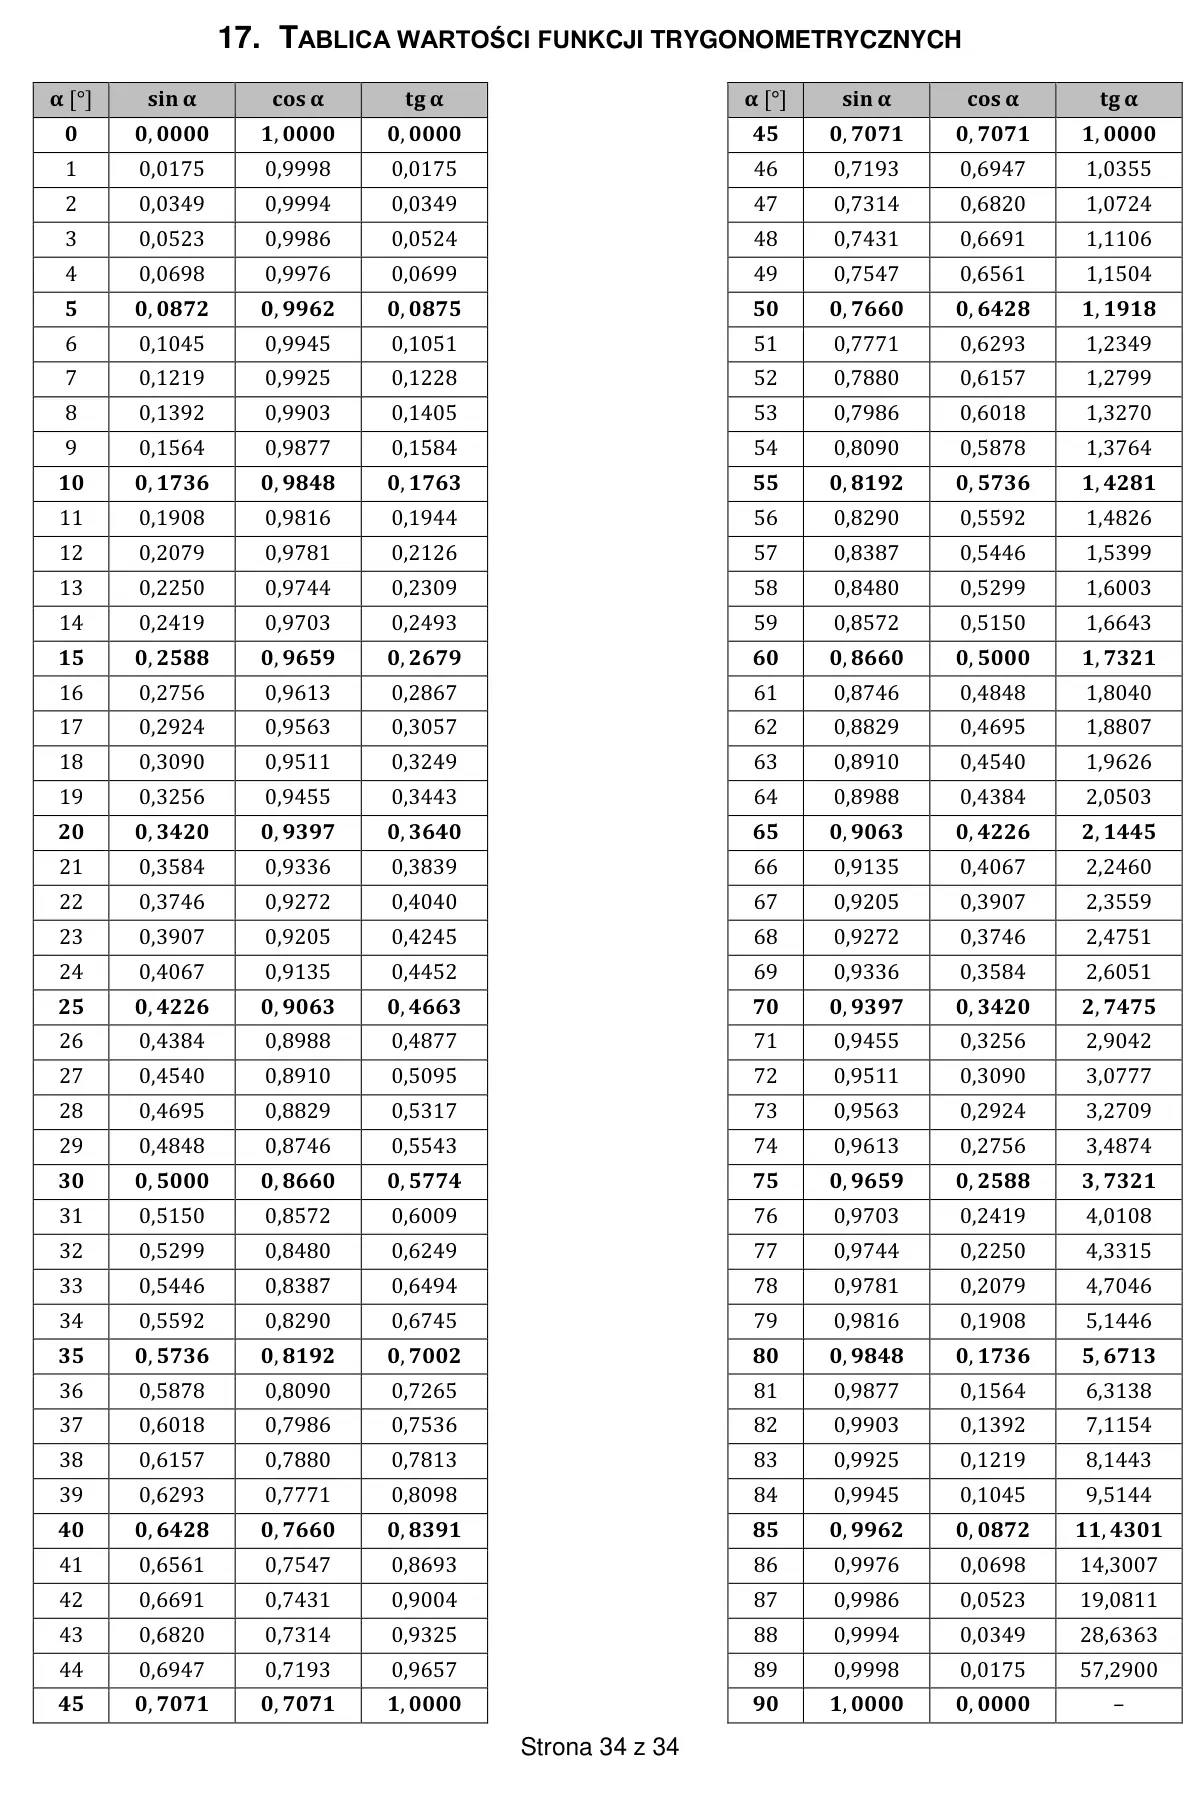 17. TABLICA WARTOŚCI FUNKCJI TRYGONOMETRYCZNYCH
α [°] sin α cos α tg α
0 0,0000 1,0000 0,0000
1 0,0175 0,9998 0,0175
2 0,0349 0,9994 0,0349
3 0,0523 0,9986 0,0524
4 0,0698 0,9976 0,0699
5 0,0872 0,9962 0,0875
6 0,1045 0,9945 0,1051
7 0,1219 0,9925 0,1228
8 0,1392 0,9903 0,1405
9 0,1564 0,9877 0,1584
10 0,1736 0,9848 0,1763
11 0,1908 0,9816 0,1944
12 0,2079 0,9781 0,2126
13 0,2250 0,9744 0,2309
14 0,2419 0,9703 0,2493
15 0,2588 0,9659 0,2679
16 0,2756 0,9613 0,2867
17 0,2924 0,9563 0,3057
18 0,3090 0,9511 0,3249
19 0,3256 0,9455 0,3443
20 0,3420 0,9397 0,3640
21 0,3584 0,9336 0,3839
22 0,3746 0,9272 0,4040
23 0,3907 0,9205 0,4245
24 0,4067 0,9135 0,4452
25 0,4226 0,9063 0,4663
26 0,4384 0,8988 0,4877
27 0,4540 0,8910 0,5095
28 0,4695 0,8829 0,5317
29 0,4848 0,8746 0,5543
30 0,5000 0,8660 0,5774
31 0,5150 0,8572 0,6009
32 0,5299 0,8480 0,6249
33 0,5446 0,8387 0,6494
34 0,5592 0,8290 0,6745
35 0,5736 0,8192 0,7002
36 0,5878 0,8090 0,7265
37 0,6018 0,7986 0,7536
38 0,6157 0,7880 0,7813
39 0,6293 0,7771 0,8098
40 0,6428 0,7660 0,8391
41 0,6561 0,7547 0,8693
42 0,6691 0,7431 0,9004
43 0,6820 0,7314 0,9325
44 0,6947 0,7193 0,9657
45 0,7071 0,7071 1,0000
α [°] sin α cos α tg α
45 0,7071 0,7071 1,0000
46 0,7193 0,6947 1,0355
47 0,7314 0,6820 1,0724
48 0,7431 0,6691 1,1106
49 0,7547 0,6561 1,1504
50 0,7660 0,6428 1,1918
51 0,7771 0,6293 1,2349
52 0,7880 0,6157 1,2799
53 0,7986 0,6018 1,3270
54 0,8090 0,5878 1,3764
55 0,8192 0,5736 1,4281
56 0,8290 0,5592 1,4826
57 0,8387 0,5446 1,5399
58 0,8480 0,5299 1,6003
59 0,8572 0,5150 1,6643
60 0,8660 0,5000 1,7321
61 0,8746 0,4848 1,8040
62 0,8829 0,4695 1,8807
63 0,8910 0,4540 1,9626
64 0,8988 0,4384 2,0503
65 0,9063 0,4226 2,1445
66 0,9135 0,4067 2,2460
67 0,9205 0,3907 2,3559
68 0,9272 0,3746 2,4751
69 0,9336 0,3584 2,6051
70 0,9397 0,3420 2,7475
71 0,9455 0,3256 2,9042
72 0,9511 0,3090 3,0777
73 0,9563 0,2924 3,2709
74 0,9613 0,2756 3,4874
75 0,9659 0,2588 3,7321
76 0,9703 0,2419 4,0108
77 0,9744 0,2250 4,3315
78 0,9781 0,2079 4,7046
79 0,9816 0,1908 5,1446
80 0,9848 0,1736 5,6713
81 0,9877 0,1564 6,3138
82 0,9903 0,1392 7,1154
83 0,9925 0,1219 8,1443
84 0,9945 0,1045 9,5144
85 0,9962 0,0872 11,4301
86 0,9976 0,0698 14,3007
87 0,9986 0,0523 19,0811
88 0,9994 0,0349 28,6363
89 0,9998 0,0175 57,2900
90 1,0000 0,0000 –
Strona 34 z 34